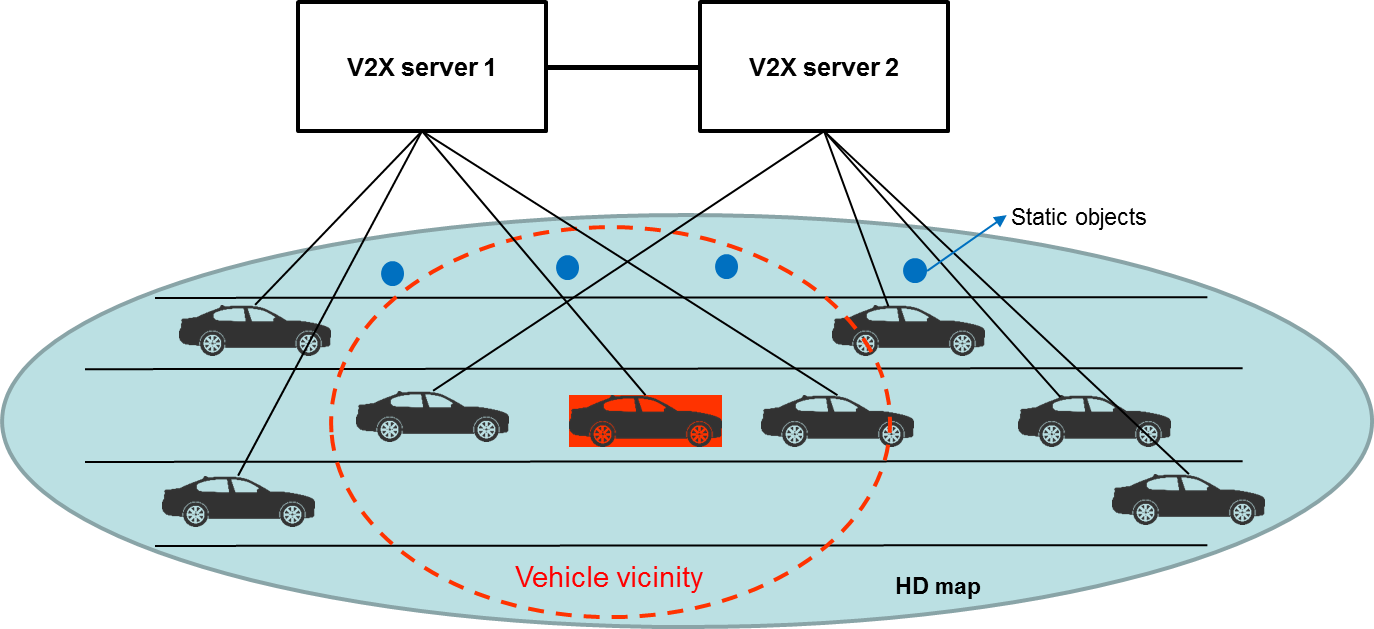 V2X server 1
V2X server 2
Static objects
Vehicle vicinity
HD map